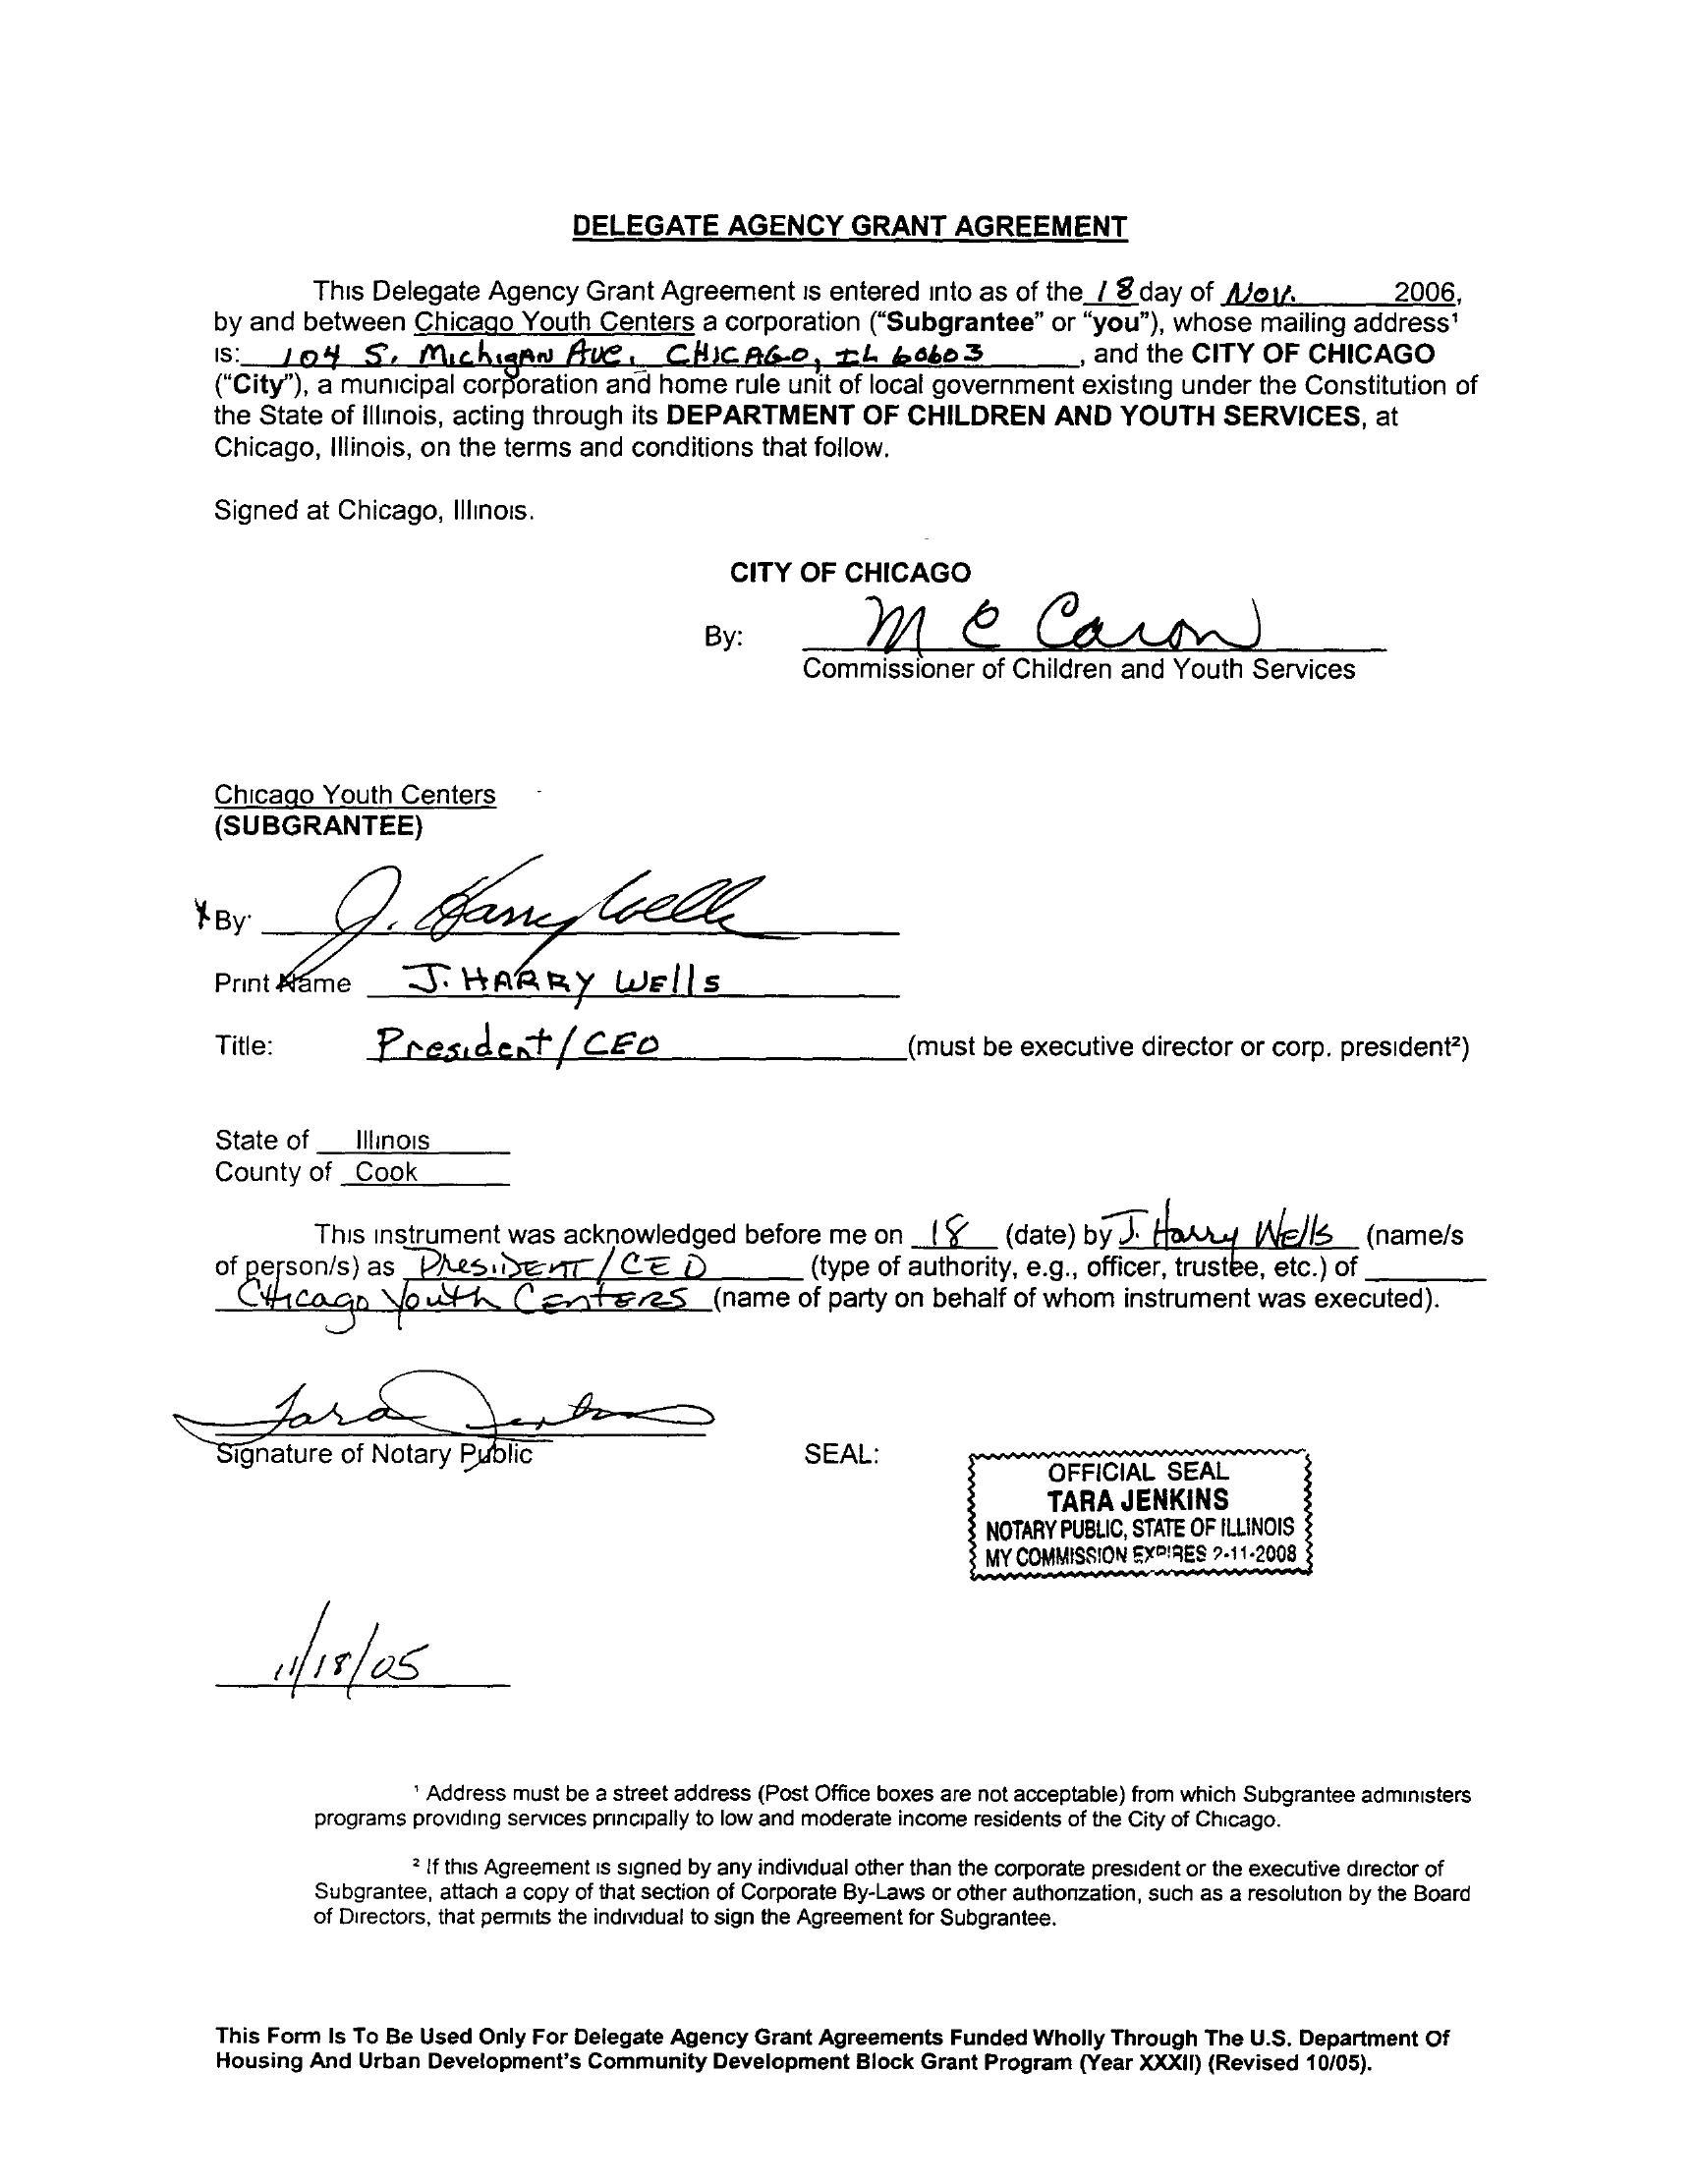 DELEGATE AGENCY GRANT AGREEMENT
This Delegate Agency Grant Agreement is entered into as of the 18 day of Nov. 2006,
by and between Chicago Youth Centers a corporation ("Subgrantee" or "you"), whose mailing address¹
is: 104 S. Michigan Ave, CHICAGO, IL 60603, and the CITY OF CHICAGO
("City"), a municipal corporation and home rule unit of local government existing under the Constitution of
the State of Illinois, acting through its DEPARTMENT OF CHILDREN AND YOUTH SERVICES, at
Chicago, Illinois, on the terms and conditions that follow.
Signed at Chicago, Illinois.
CITY OF CHICAGO
By: M e Caron
Commissioner of Children and Youth Services
Chicago Youth Centers
(SUBGRANTEE)
* By: J. Harry Wells
Print Name J. HARRY WEllS
Title: President/CEO (must be executive director or corp. president²)
State of Illinois
County of Cook
This instrument was acknowledged before me on 18 (date) by J. Harry Wells (name/s
of person/s) as PresiDENT/CEO (type of authority, e.g., officer, trustee, etc.) of
CHicago Youth CENTERS (name of party on behalf of whom instrument was executed).
Tara Jenkins
Signature of Notary Public
SEAL:
OFFICIAL SEAL
TARA JENKINS
NOTARY PUBLIC, STATE OF ILLINOIS
MY COMMISSION EXPIRES 2-11-2008
11/18/05
¹ Address must be a street address (Post Office boxes are not acceptable) from which Subgrantee administers
programs providing services principally to low and moderate income residents of the City of Chicago.
² If this Agreement is signed by any individual other than the corporate president or the executive director of
Subgrantee, attach a copy of that section of Corporate By-Laws or other authorization, such as a resolution by the Board
of Directors, that permits the individual to sign the Agreement for Subgrantee.
This Form Is To Be Used Only For Delegate Agency Grant Agreements Funded Wholly Through The U.S. Department Of
Housing And Urban Development's Community Development Block Grant Program (Year XXXII) (Revised 10/05).